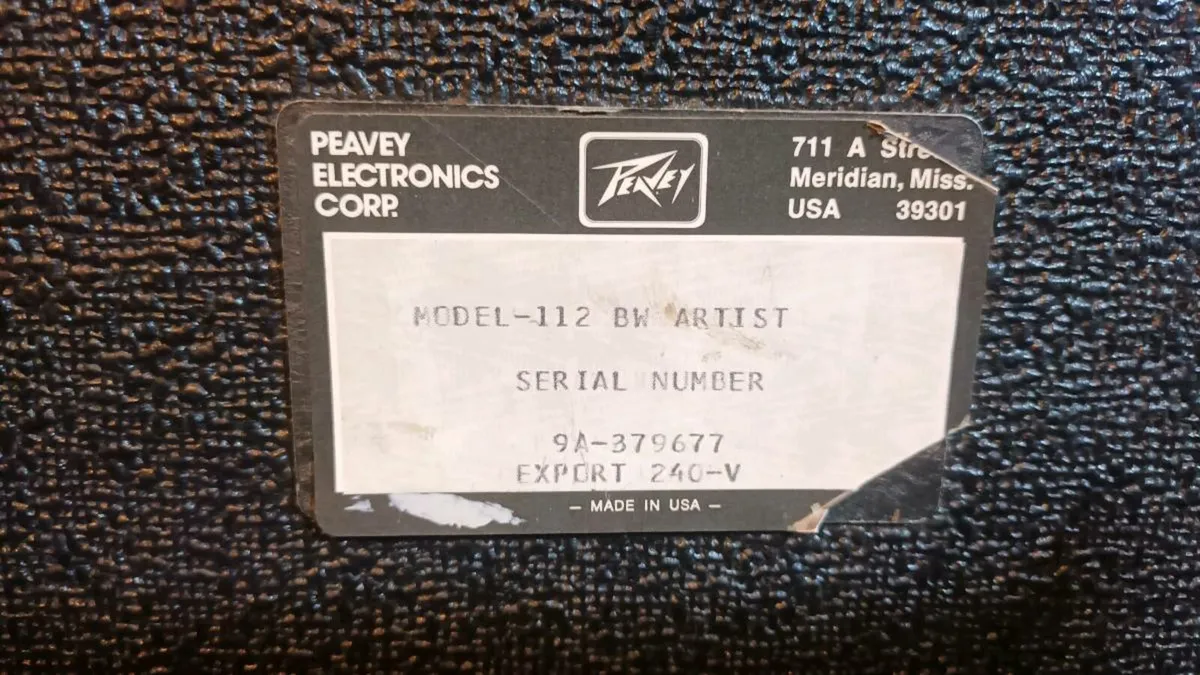 PEAVEY
ELECTRONICS
CORP.
PEAVEY
711 A
Meridian, Miss.
USA 39301
MODEL-112 BW ARTIST
SERIAL NUMBER
9A-379677
EXPORT 240-V
— MADE IN USA —